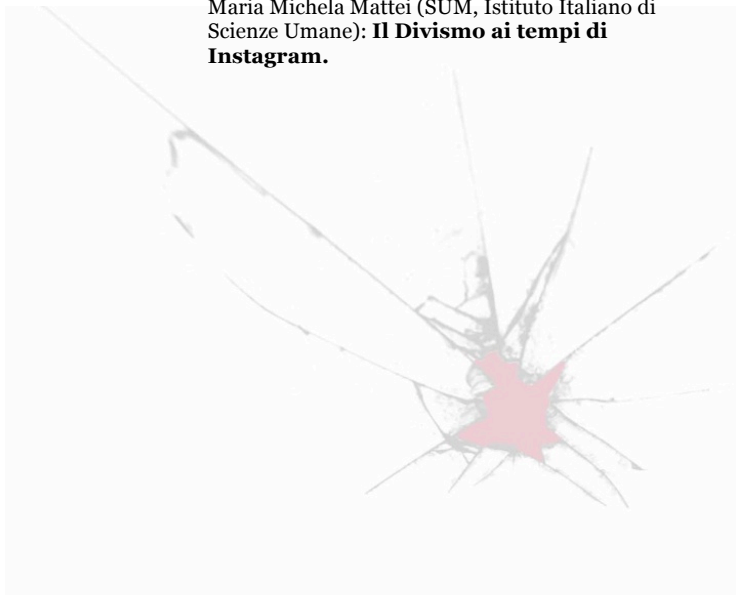 Maria Michela Mattei (SUM, Istituto Italiano di
Scienze Umane): Il Divismo ai tempi di
Instagram.